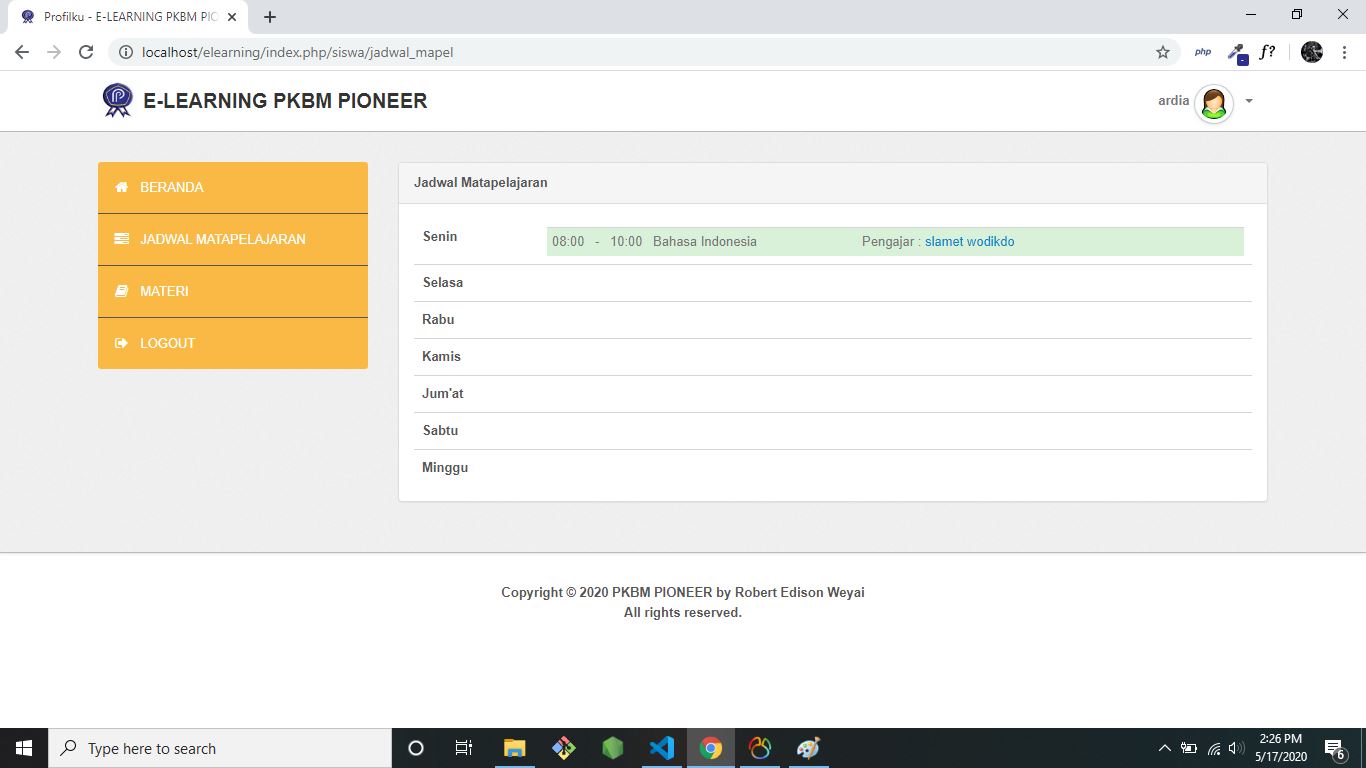 Profilku - E-LEARNING PKBM PIO
localhost/elearning/index.php/siswa/jadwal_mapel
php
f?
E-LEARNING PKBM PIONEER
ardia
BERANDA
JADWAL MATAPELAJARAN
MATERI
LOGOUT
Jadwal Matapelajaran
Senin 08:00 - 10:00 Bahasa Indonesia Pengajar : slamet wodikdo
Selasa
Rabu
Kamis
Jum'at
Sabtu
Minggu
Copyright © 2020 PKBM PIONEER by Robert Edison Weyai
All rights reserved.
Type here to search
2:26 PM
5/17/2020
6